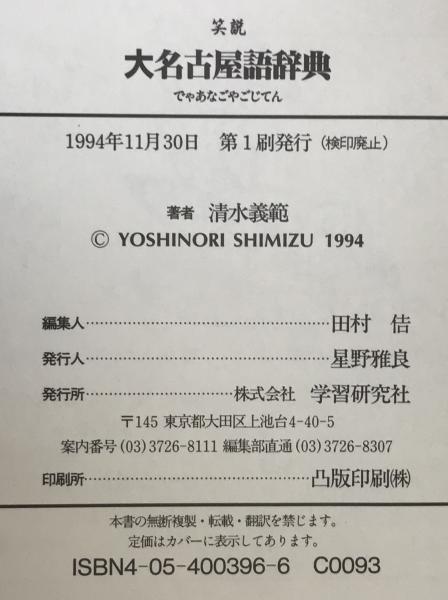 笑説
大名古屋語辞典
でゃあなごやごじてん
1994年11月30日 第1刷発行(検印廃止)
著者 清水義範
© YOSHINORI SHIMIZU 1994
編集人……………………………………田村 佶
発行人……………………………………星野雅良
発行所……………………株式会社 学習研究社
〒145 東京都大田区上池台4-40-5
案内番号(03)3726-8111 編集部直通(03)3726-8307
印刷所…………………………………凸版印刷㈱
本書の無断複製・転載・翻訳を禁じます。
定価はカバーに表示してあります。
ISBN4-05-400396-6 C0093